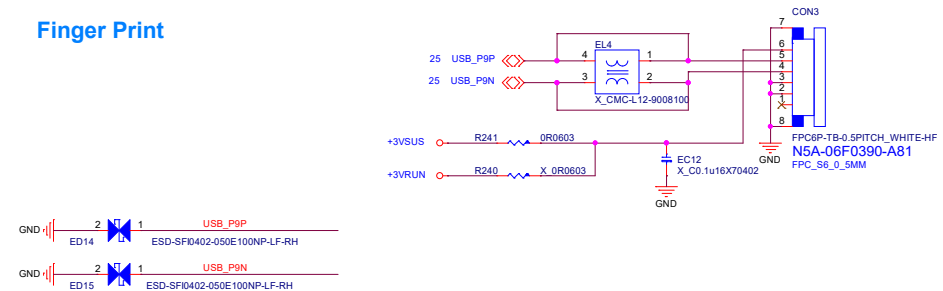 Finger Print
CON3
7
6
5
4
3
2
1
8
25 USB_P9P
25 USB_P9N
EL4
4 1
3 2
X_CMC-L12-9008100
+3VSUS R241 0R0603
+3VRUN R240 X_0R0603
EC12
X_C0.1u16X70402
GND
GND
FPC6P-TB-0.5PITCH_WHITE-HF
N5A-06F0390-A81
FPC_S6_0_5MM
GND 2 1 USB_P9P
ED14 ESD-SFI0402-050E100NP-LF-RH
GND 2 1 USB_P9N
ED15 ESD-SFI0402-050E100NP-LF-RH